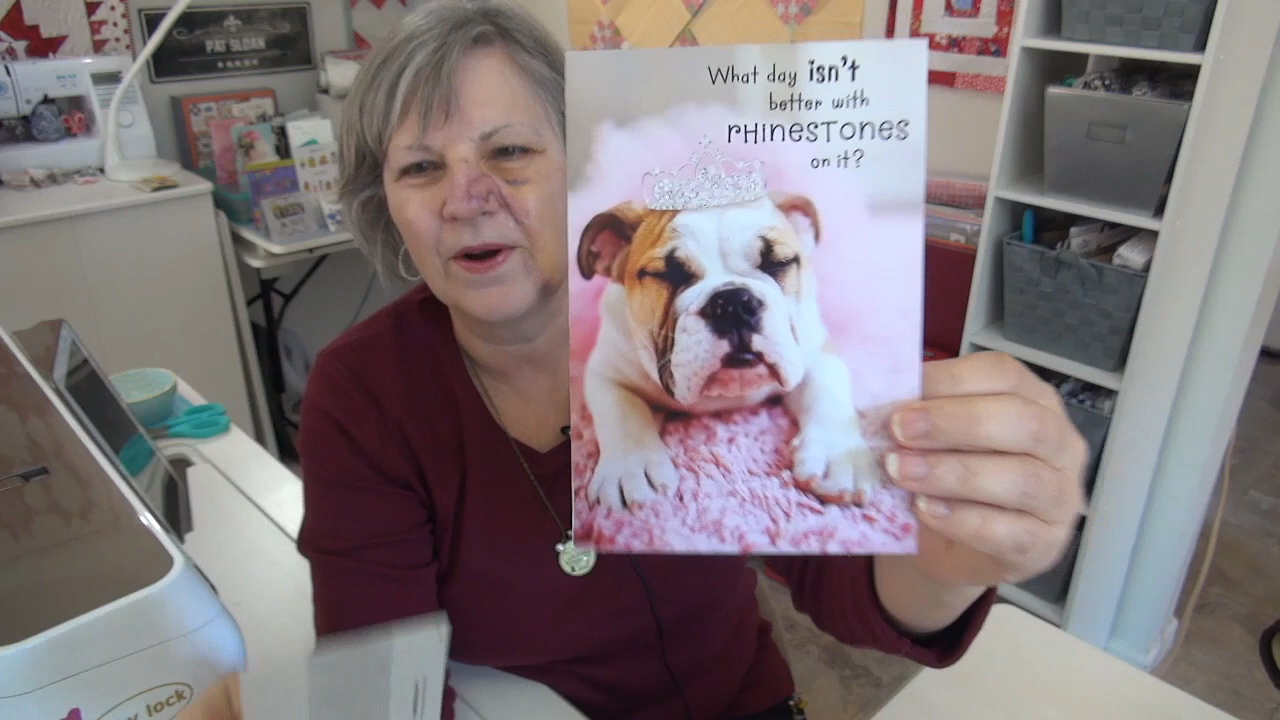 PAT SLOAN
What day isn't
better with
RHINESTONES
on it?
lock